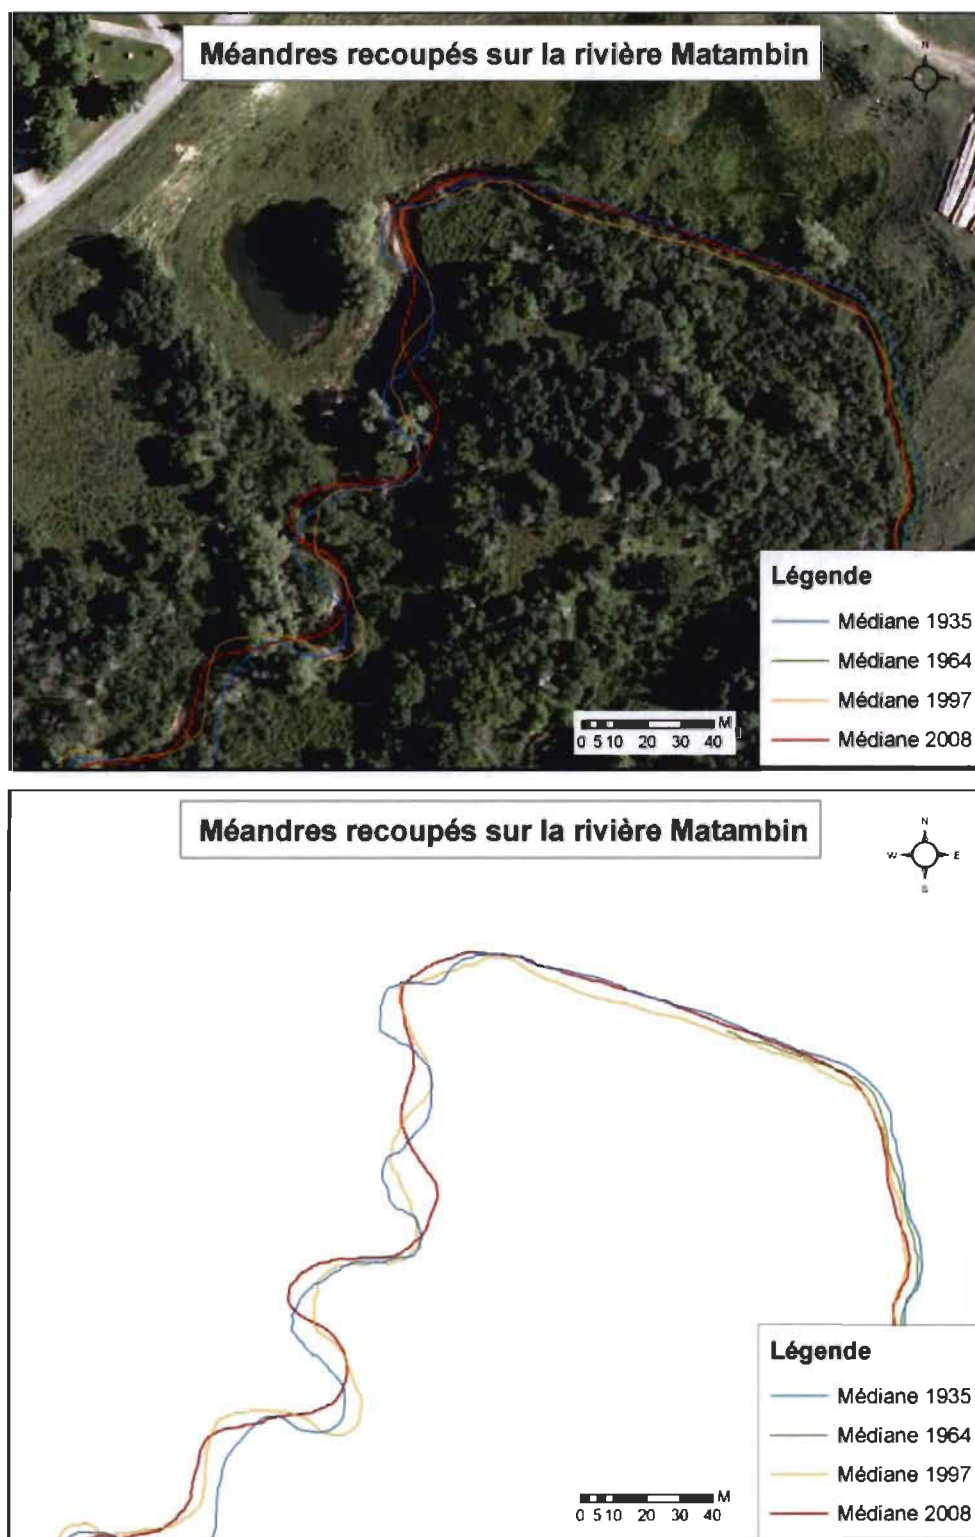 Méandres recoupés sur la rivière Matambin
N
Légende
Médiane 1935
Médiane 1964
Médiane 1997
Médiane 2008
M
0 5 10 20 30 40
Méandres recoupés sur la rivière Matambin
N
W E
S
Légende
Médiane 1935
Médiane 1964
Médiane 1997
Médiane 2008
M
0 5 10 20 30 40